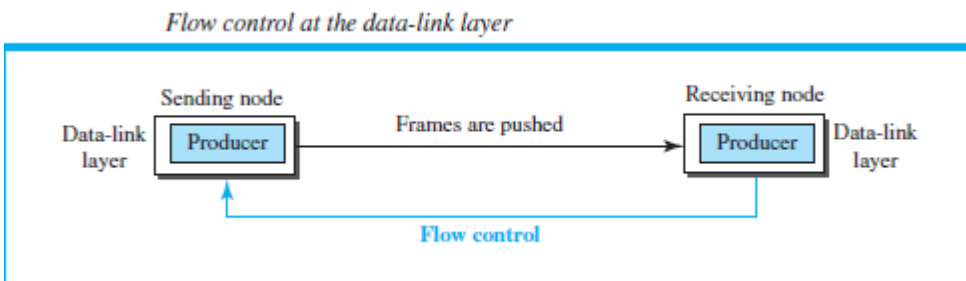 Flow control at the data-link layer
Sending node
Receiving node
Data-link
layer
Producer
Frames are pushed
Producer
Data-link
layer
Flow control